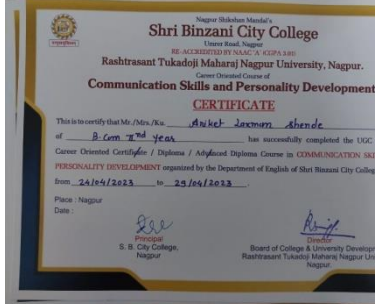 Nagpur Shikshan Mandal's
Shri Binzani City College
Umrer Road, Nagpur
RE-ACCREDITED BY NAAC 'A' (CGPA
Rashtrasant Tukadoji Maharaj Nagpur University, Nagpur.
Career Oriented Course of
Communication Skills and Personality Development
CERTIFICATE
This is to certify that Mr./Mrs./Ku. Aniket Laxman Shende
of B.com IInd year has successfully completed the UGC
Career Oriented Certificate / Diploma / Advanced Diploma Course in COMMUNICATION SKI
PERSONALITY DEVELOPMENT organized by the Department of English of Shri Binzani City Colleg
from 24/04/2023 to 29/04/2023.
Place : Nagpur
Date :
Principal
S. B. City College,
Nagpur
Director
Board of College & University Developm
Rashtrasant Tukadoji Maharaj Nagpur Uni
Nagpur.